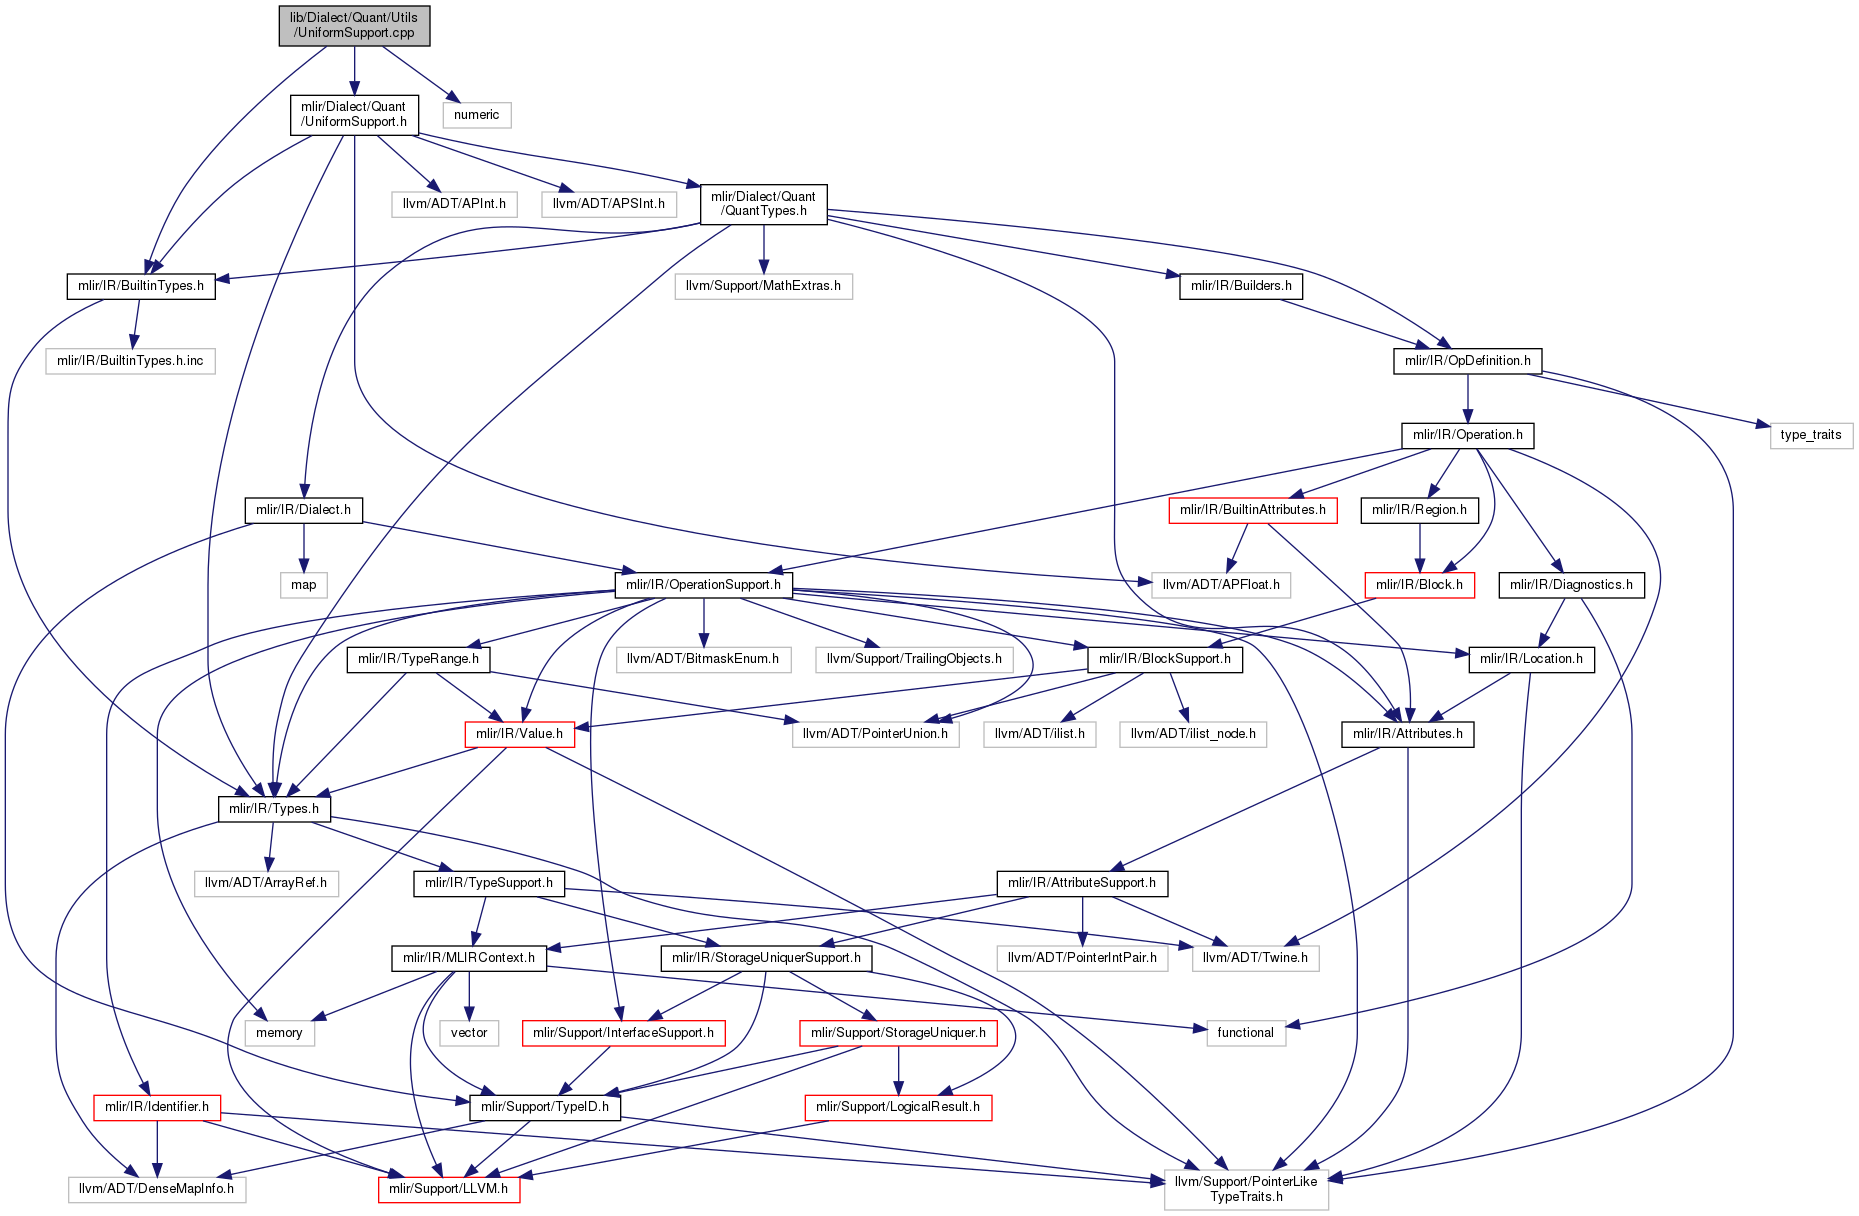 lib/Dialect/Quant/Utils
/UniformSupport.cpp
mlir/Dialect/Quant
/UniformSupport.h
numeric
llvm/ADT/APInt.h
llvm/ADT/APSInt.h
mlir/Dialect/Quant
/QuantTypes.h
mlir/IR/BuiltinTypes.h
llvm/Support/MathExtras.h
mlir/IR/Builders.h
mlir/IR/BuiltinTypes.h.inc
mlir/IR/OpDefinition.h
mlir/IR/Operation.h
type_traits
mlir/IR/Dialect.h
mlir/IR/BuiltinAttributes.h
mlir/IR/Region.h
map
mlir/IR/OperationSupport.h
llvm/ADT/APFloat.h
mlir/IR/Block.h
mlir/IR/Diagnostics.h
mlir/IR/TypeRange.h
llvm/ADT/BitmaskEnum.h
llvm/Support/TrailingObjects.h
mlir/IR/BlockSupport.h
mlir/IR/Location.h
mlir/IR/Value.h
llvm/ADT/PointerUnion.h
llvm/ADT/ilist.h
llvm/ADT/ilist_node.h
mlir/IR/Attributes.h
mlir/IR/Types.h
llvm/ADT/ArrayRef.h
mlir/IR/TypeSupport.h
mlir/IR/AttributeSupport.h
mlir/IR/MLIRContext.h
mlir/IR/StorageUniquerSupport.h
llvm/ADT/PointerIntPair.h
llvm/ADT/Twine.h
memory
vector
mlir/Support/InterfaceSupport.h
mlir/Support/StorageUniquer.h
functional
mlir/IR/Identifier.h
mlir/Support/TypeID.h
mlir/Support/LogicalResult.h
llvm/ADT/DenseMapInfo.h
mlir/Support/LLVM.h
llvm/Support/PointerLike
TypeTraits.h